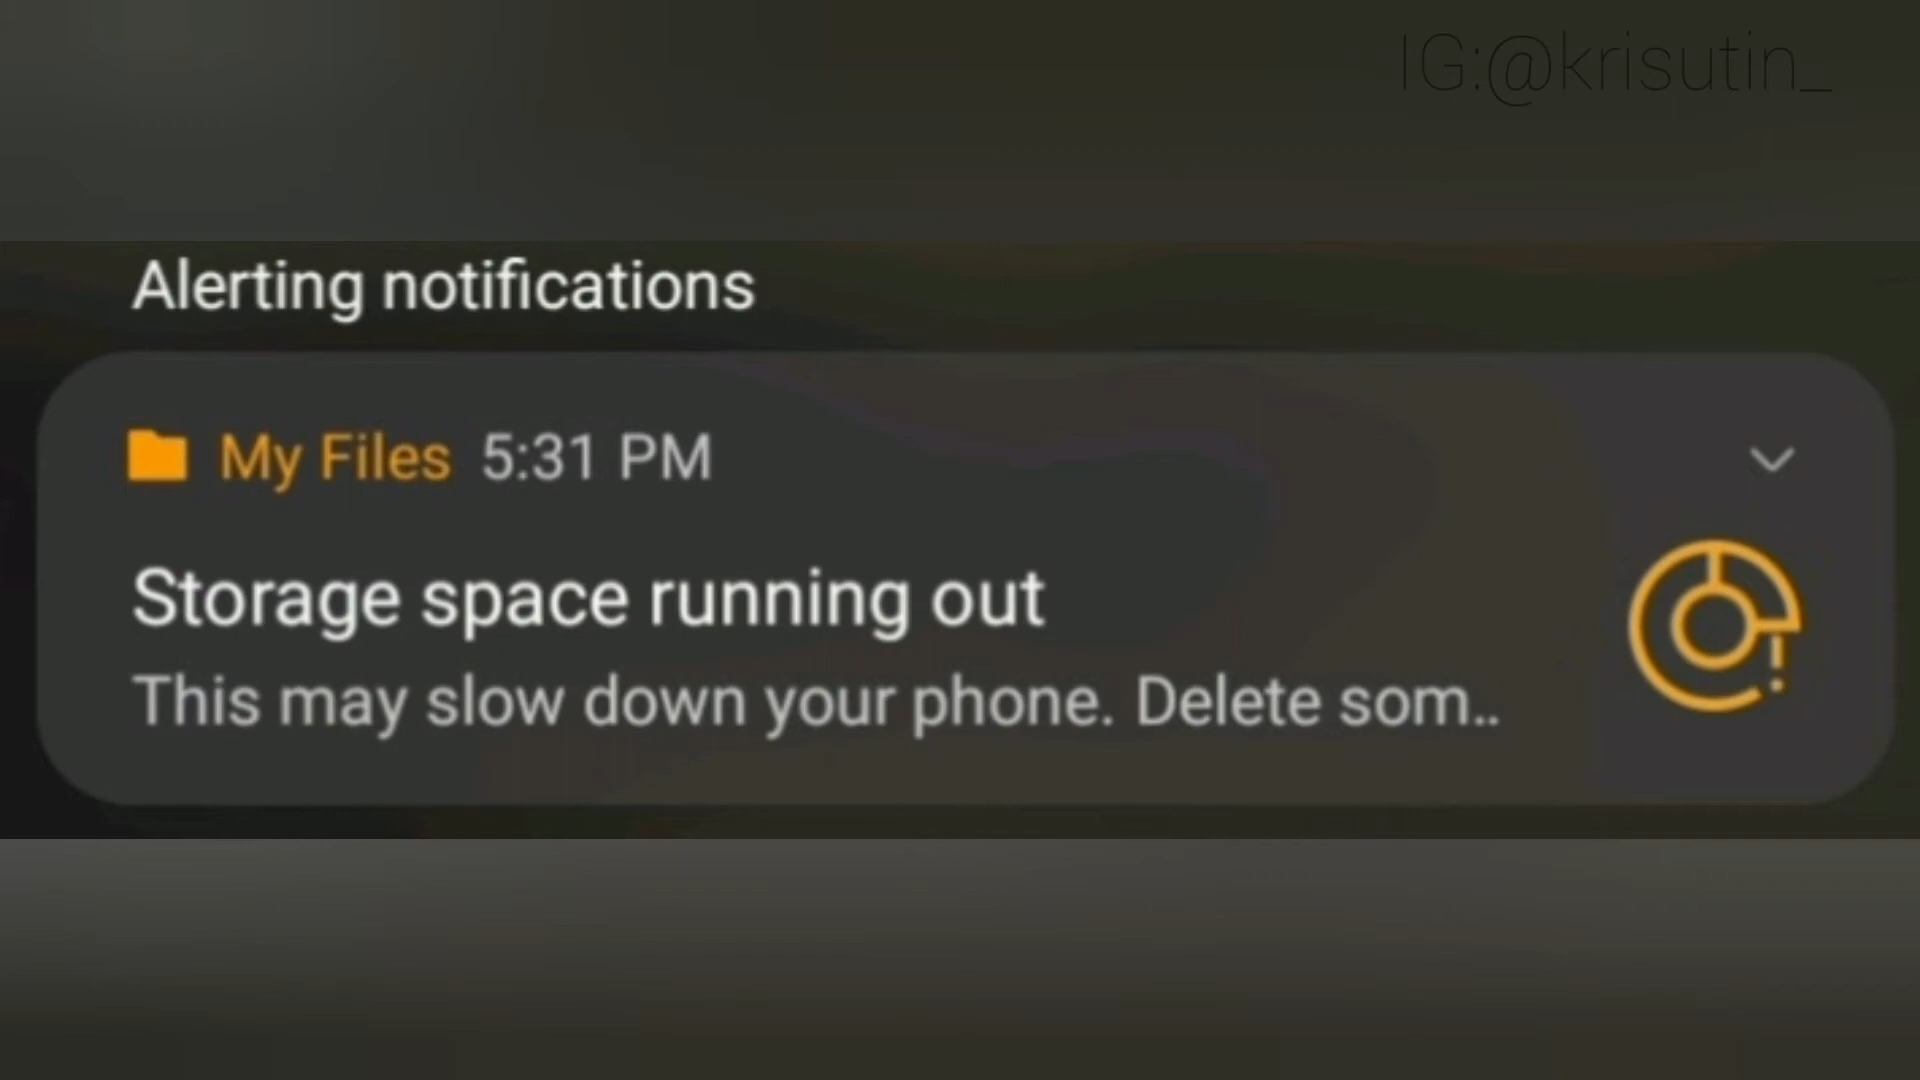 IG:@krisutin_
Alerting notifications
My Files 5:31 PM
Storage space running out
This may slow down your phone. Delete som..